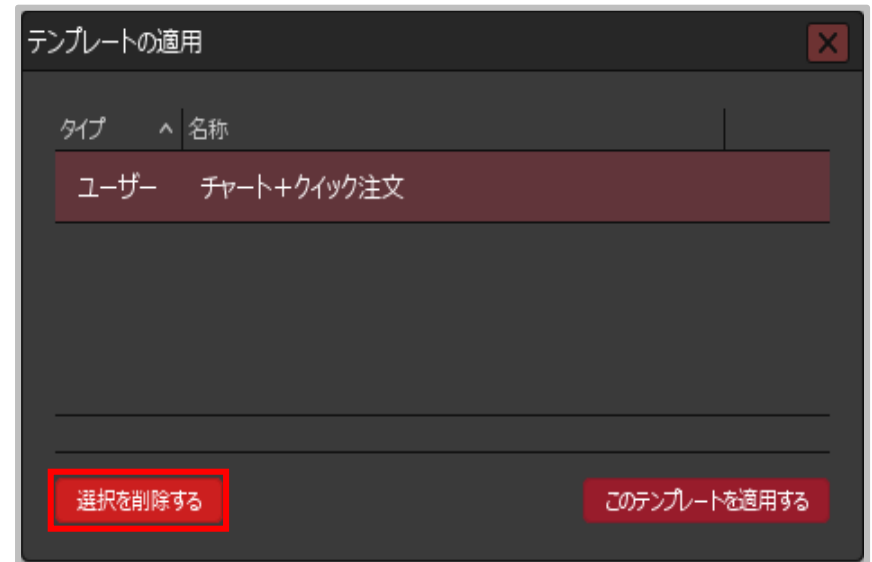 テンプレートの適用
タイプ 名称
ユーザー チャート＋クイック注文
選択を削除する このテンプレートを適用する